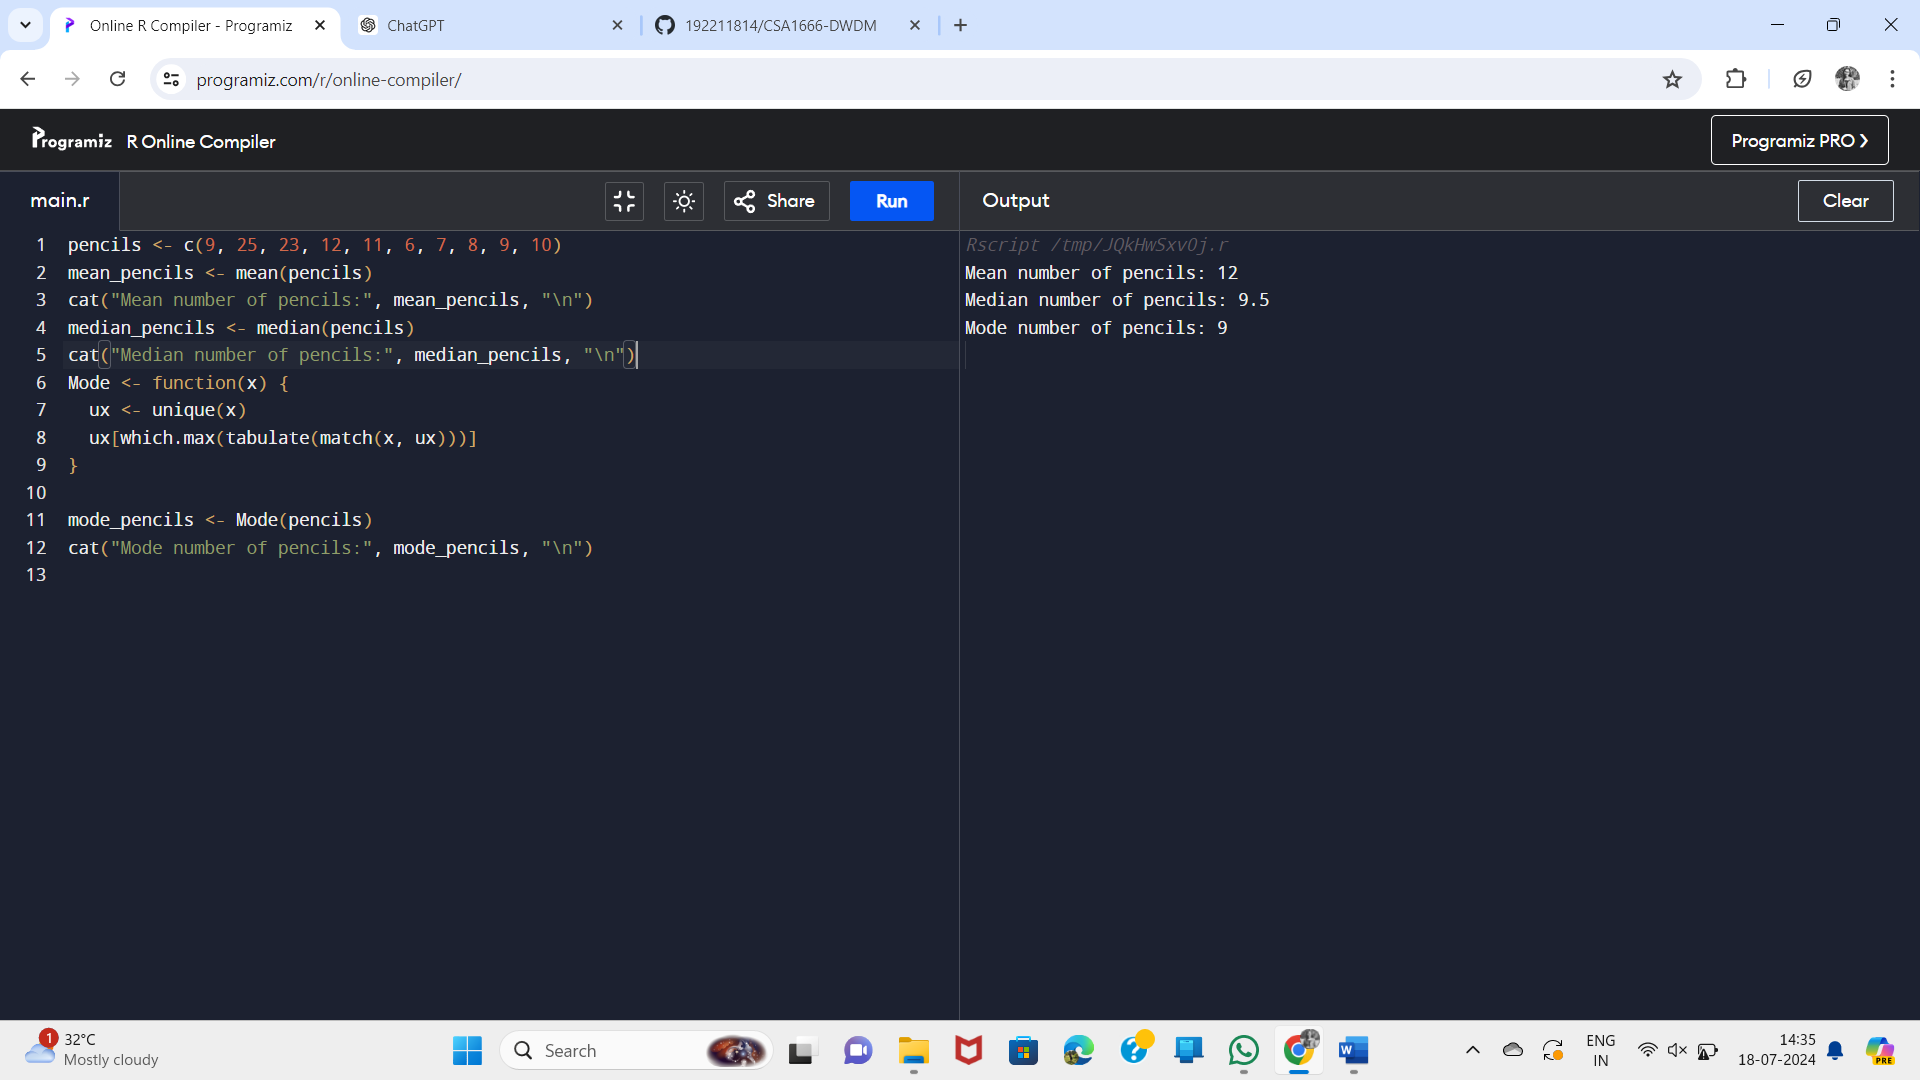 Online R Compiler - Programiz
ChatGPT
192211814/CSA1666-DWDM
programiz.com/r/online-compiler/
Programiz R Online Compiler
Programiz PRO
main.r
Share
Run
Output
Clear
1 pencils <- c(9, 25, 23, 12, 11, 6, 7, 8, 9, 10)
2 mean_pencils <- mean(pencils)
3 cat("Mean number of pencils:", mean_pencils, "\n")
4 median_pencils <- median(pencils)
5 cat("Median number of pencils:", median_pencils, "\n")
6 Mode <- function(x) {
7   ux <- unique(x)
8   ux[which.max(tabulate(match(x, ux)))]
9 }
10
11 mode_pencils <- Mode(pencils)
12 cat("Mode number of pencils:", mode_pencils, "\n")
13
Rscript /tmp/JQkHwSxvOj.r
Mean number of pencils: 12
Median number of pencils: 9.5
Mode number of pencils: 9
1
32°C
Mostly cloudy
Search
ENG
IN
14:35
18-07-2024
PRE